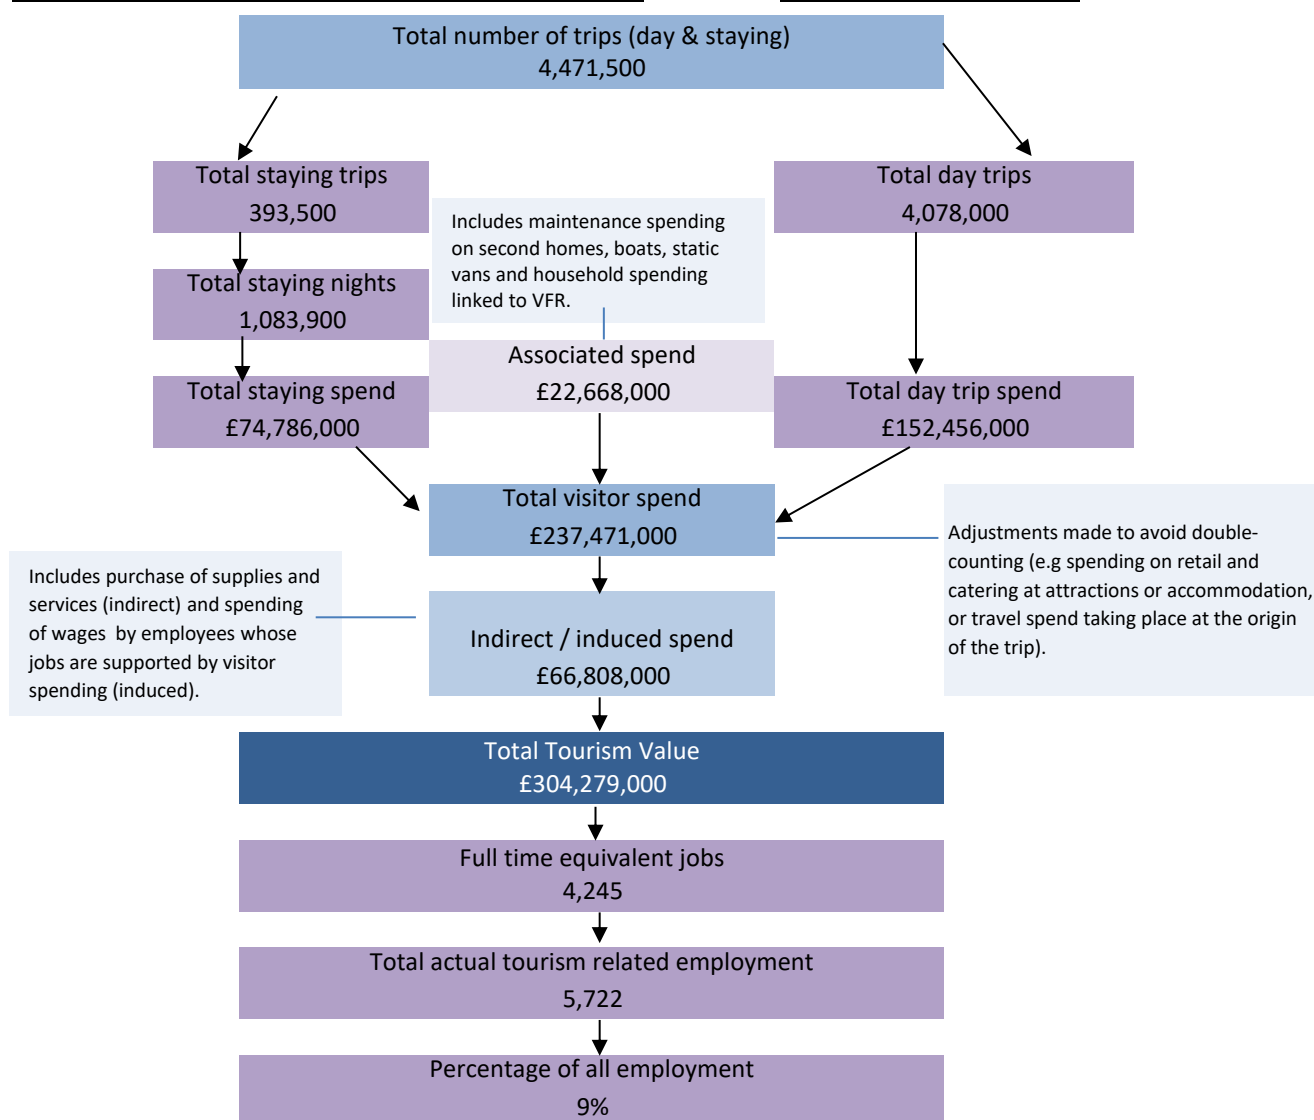 Total number of trips (day & staying)
4,471,500
Total staying trips
393,500
Total day trips
4,078,000
Includes maintenance spending
on second homes, boats, static
vans and household spending
linked to VFR.
Total staying nights
1,083,900
Associated spend
£22,668,000
Total staying spend
£74,786,000
Total day trip spend
£152,456,000
Total visitor spend
£237,471,000
Adjustments made to avoid double-
counting (e.g spending on retail and
catering at attractions or accommodation,
or travel spend taking place at the origin
of the trip).
Includes purchase of supplies and
services (indirect) and spending
of wages by employees whose
jobs are supported by visitor
spending (induced).
Indirect / induced spend
£66,808,000
Total Tourism Value
£304,279,000
Full time equivalent jobs
4,245
Total actual tourism related employment
5,722
Percentage of all employment
9%